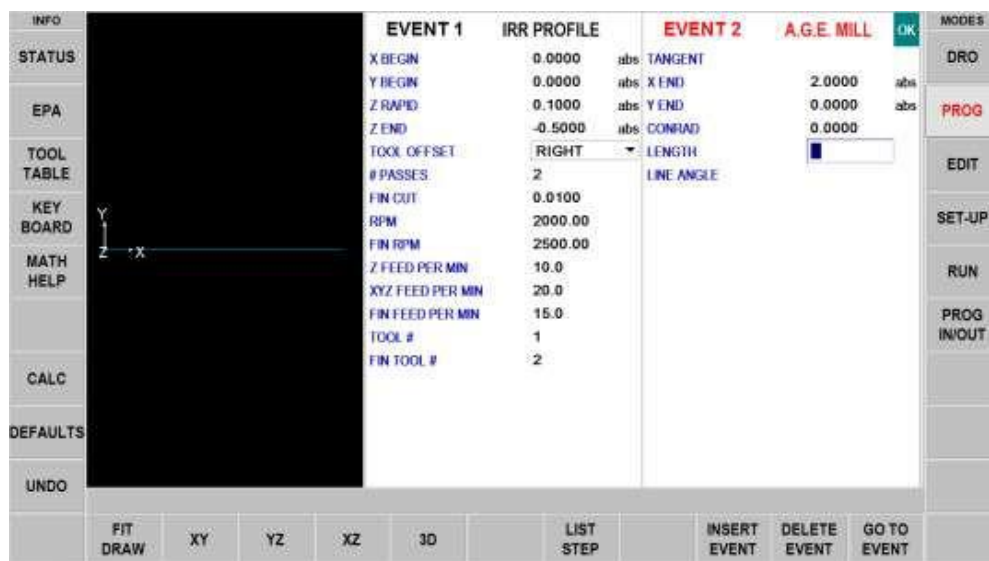 INFO
STATUS
EPA
TOOL
TABLE
KEY
BOARD
MATH
HELP
CALC
DEFAULTS
UNDO
Y
Z X
EVENT 1 IRR PROFILE
X BEGIN 0.0000 abs
Y BEGIN 0.0000 abs
Z RAPID 0.1000 abs
Z END -0.5000 abs
TOOL OFFSET RIGHT
# PASSES 2
FIN CUT 0.0100
RPM 2000.00
FIN RPM 2500.00
Z FEED PER MIN 10.0
XYZ FEED PER MIN 20.0
FIN FEED PER MIN 15.0
TOOL # 1
FIN TOOL # 2
EVENT 2 A.G.E. MILL OK
TANGENT
X END 2.0000 abs
Y END 0.0000 abs
CONRAD 0.0000
LENGTH
LINE ANGLE
MODES
DRO
PROG
EDIT
SET-UP
RUN
PROG
IN/OUT
FIT
DRAW
XY
YZ
XZ
3D
LIST
STEP
INSERT
EVENT
DELETE
EVENT
GO TO
EVENT